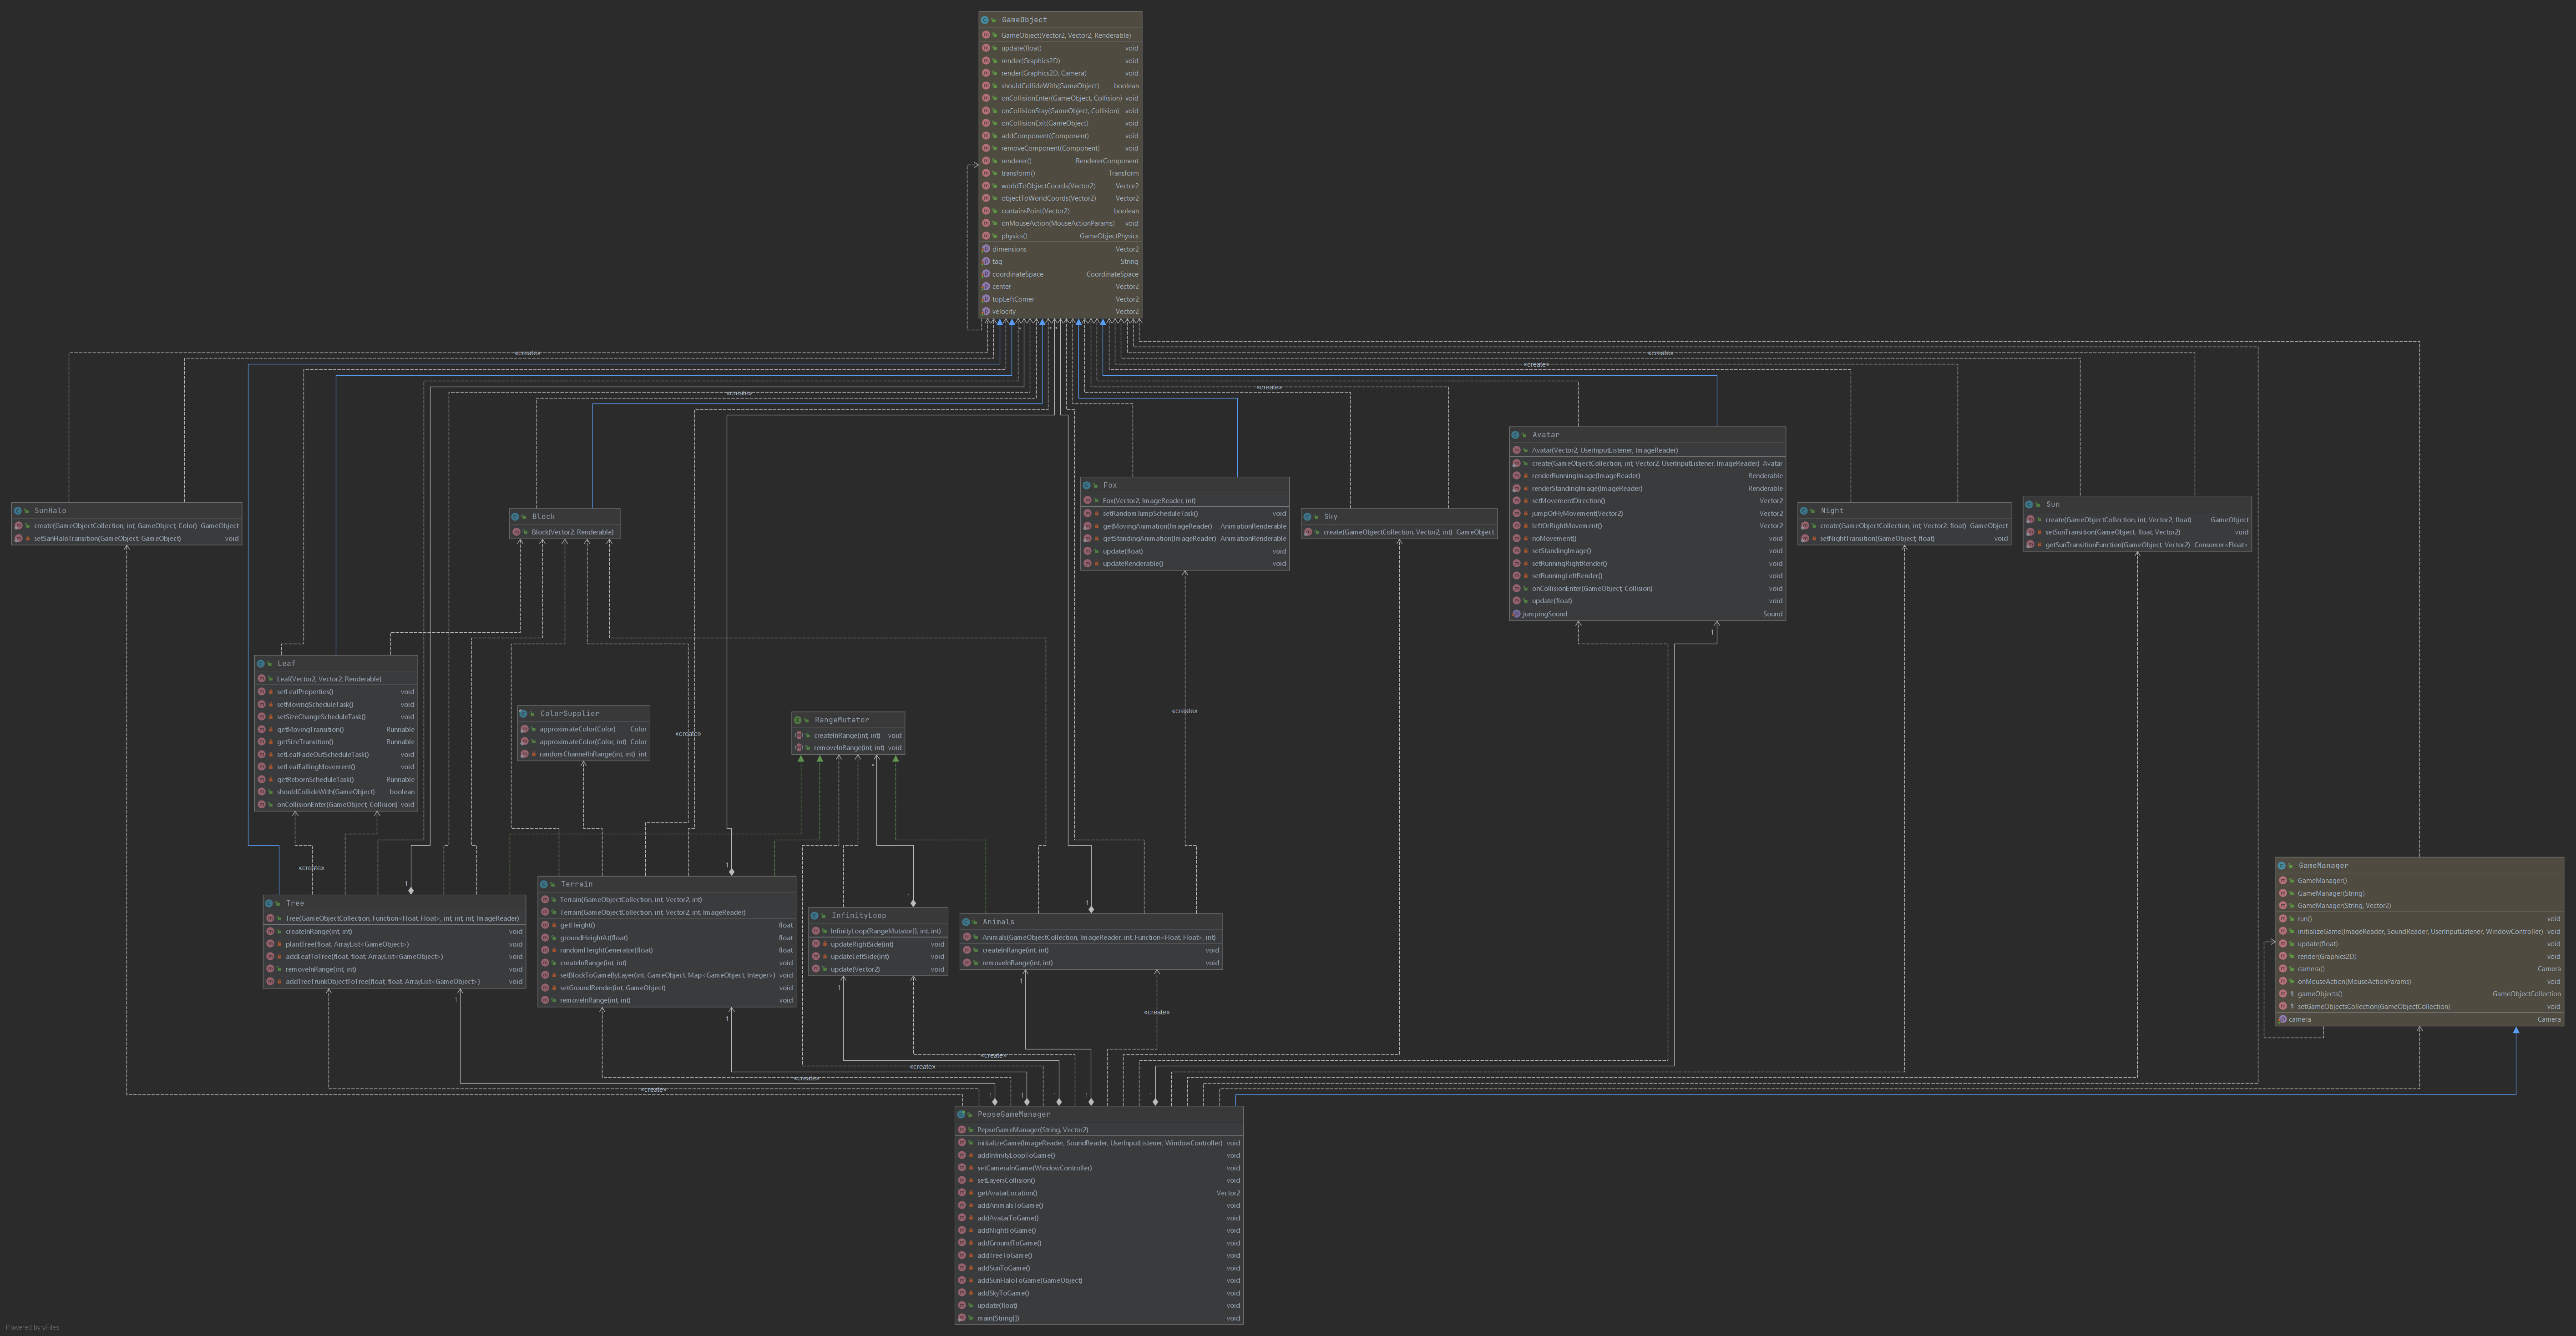 GameObject
GameObject(Vector2, Vector2, Renderable)
update(float) void
render(Graphics2D) void
render(Graphics2D, Camera) void
shouldCollideWith(GameObject) boolean
onCollisionEnter(GameObject, Collision) void
onCollisionStay(GameObject, Collision) void
onCollisionExit(GameObject) void
addComponent(Component) void
removeComponent(Component) void
renderer() RendererComponent
transform() Transform
worldToObjectCoords(Vector2) Vector2
objectToWorldCoords(Vector2) Vector2
containsPoint(Vector2) boolean
onMouseAction(MouseActionParams) void
physics() GameObjectPhysics
dimensions Vector2
tag String
coordinateSpace CoordinateSpace
center Vector2
topLeftCorner Vector2
velocity Vector2
«create»
«create»
«create»
«create»
«create»
SunHalo
create(GameObjectCollection, int, GameObject, Color) GameObject
setSanHaloTransition(GameObject, GameObject) void
Block
Block(Vector2, Renderable)
Fox
Fox(Vector2, ImageReader, int)
setRandomJumpScheduleTask() void
getMovingAnimation(ImageReader) AnimationRenderable
getStandingAnimation(ImageReader) AnimationRenderable
update(float) void
updateRenderable() void
Sky
create(GameObjectCollection, Vector2, int) GameObject
Avatar
Avatar(Vector2, UserInputListener, ImageReader)
create(GameObjectCollection, int, Vector2, UserInputListener, ImageReader) Avatar
renderRunningImage(ImageReader) Renderable
renderStandingImage(ImageReader) Renderable
setMovementDirection() Vector2
jumpOrFlyMovement(Vector2) Vector2
lieftOrRightMovement() Vector2
noMovement() void
setStandingImage() void
setRunningRightRender() void
setRunningLeftRender() void
onCollisionEnter(GameObject, Collision) void
update(float) void
jumpingSound Sound
Night
create(GameObjectCollection, int, Vector2, float) GameObject
setNightTransition(GameObject, float) void
Sun
create(GameObjectCollection, int, Vector2, float) GameObject
setSunTransition(GameObject, float, Vector2) void
getSunTransitionFunction(GameObject, Vector2) Consumer<Float>
1
Leaf
Leaf(Vector2, Vector2, Renderable)
setLeafProperties() void
setMovingScheduleTask() void
setSizeChangeScheduleTask() void
getMovingTransition() Runnable
getSizeTransition() Runnable
setLeafFadeOutScheduleTask() void
setLeafFallingMovement() void
getRebornScheduleTask() Runnable
shouldCollideWith(GameObject) boolean
onCollisionEnter(GameObject, Collision) void
ColorSupplier
approximateColor(Color) Color
approximateColor(Color, int) Color
randomChannelInRange(int, int) int
«create»
RangeMutator
createInRange(int, int) void
removeInRange(int, int) void
«create»
«create»
1
1
1
1
Tree
Tree(GameObjectCollection, Function<Float, Float>, int, int, int, ImageReader)
createInRange(int, int) void
plantTree(float, ArrayList<GameObject>) void
addLeafToTree(float, float, ArrayList<GameObject>) void
removeInRange(int, int) void
addTreeTrunkObjectToTree(float, float, ArrayList<GameObject>) void
Terrain
Terrain(GameObjectCollection, int, Vector2, int)
Terrain(GameObjectCollection, int, Vector2, int, ImageReader)
getHeight() float
groundHeightAt(float) float
randomHeightGenerator(float) float
createInRange(int, int) void
setBlockToGameByLayer(int, GameObject, Map<GameObject, Integer>) void
setGroundRender(int, GameObject) void
removeInRange(int, int) void
InfinityLoop
InfinityLoop(RangeMutator[], int, int)
updateRightSide(int) void
updateLeftSide(int) void
update(Vector2) void
Animals
Animals(GameObjectCollection, ImageReader, int, Function<Float, Float>, int)
createInRange(int, int) void
removeInRange(int, int) void
GameManager
GameManager()
GameManager(String)
GameManager(String, Vector2)
run() void
initializeGame(ImageReader, SoundReader, UserInputListener, WindowController) void
update(float) void
render(Graphics2D) void
camera() Camera
onMouseAction(MouseActionParams) void
gameObjects() GameObjectCollection
setGameObjectsCollection(GameObjectCollection) void
camera Camera
1
1
1
1
«create»
«create»
«create»
«create»
«create»
1
1
1
1
1
PepseGameManager
PepseGameManager(String, Vector2)
initializeGame(ImageReader, SoundReader, UserInputListener, WindowController) void
addInfinityLoopToGame() void
setCameraInGame(WindowController) void
setLayersCollision() void
getAvatarLocation() Vector2
addAnimalsToGame() void
addAvatarToGame() void
addNightToGame() void
addGroundToGame() void
addTreeToGame() void
addSunToGame() void
addSunHaloToGame(GameObject) void
addSkyToGame() void
update(float) void
main(String[]) void
Powered by yFiles